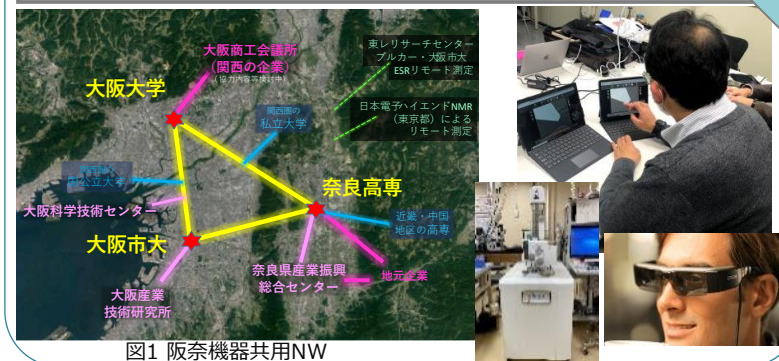 大阪商工会議所
(関西の企業)
(協力内容等検討中)
東レリサーチセンター
ブルカー・大阪市大
ESRリモート測定
大阪大学
日本電子ハイエンドNMR
(東京都)による
リモート測定
関西圏の
私立大学
国公立大学
奈良高専
大阪科学技術センター
近畿・中国
地区の高専
大阪市大
奈良県産業振興
総合センター
地元企業
大阪産業
技術研究所
図1 阪奈機器共用NW